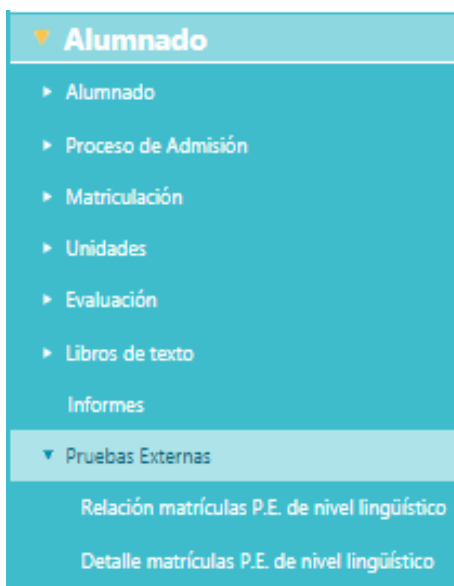 Alumnado
Alumnado
Proceso de Admisión
Matriculación
Unidades
Evaluación
Libros de texto
Informes
Pruebas Externas
Relación matrículas P.E. de nivel lingüístico
Detalle matrículas P.E. de nivel lingüístico